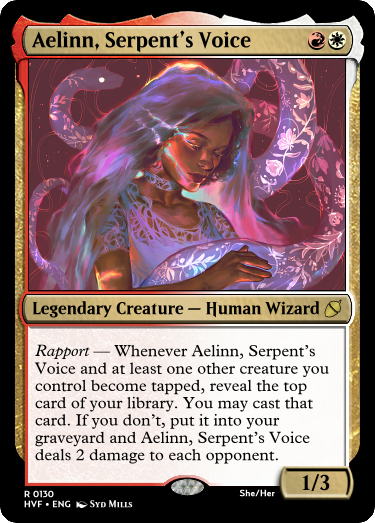 Aelinn, Serpent's Voice
Legendary Creature — Human Wizard
Rapport — Whenever Aelinn, Serpent's
Voice and at least one other creature you
control become tapped, reveal the top
card of your library. You may cast that
card. If you don't, put it into your
graveyard and Aelinn, Serpent's Voice
deals 2 damage to each opponent.
1/3
R 0130
She/Her
HVF • ENG Syd Mills